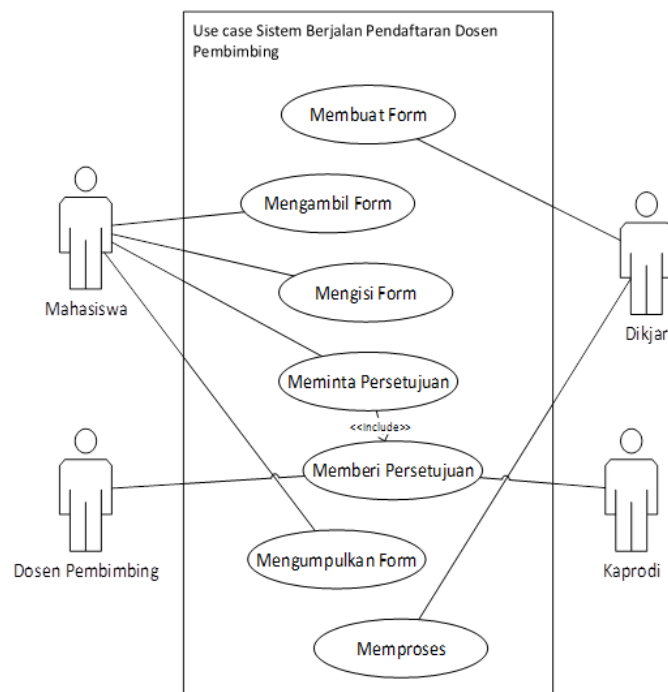 Use case Sistem Berjalan Pendaftaran Dosen
Pembimbing
Membuat Form
Mengambil Form
Mahasiswa
Mengisi Form
Dikjar
Meminta Persetujuan
<<Include>>
Memberi Persetujuan
Dosen Pembimbing
Mengumpulkan Form
Kaprodi
Memproses